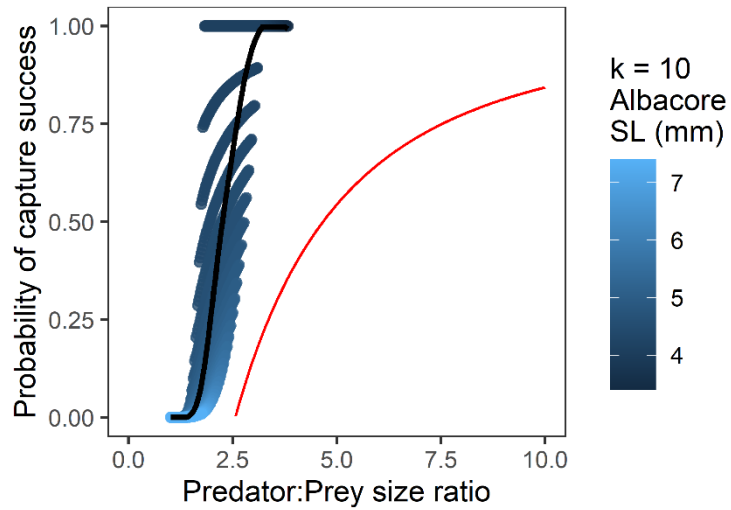 1.00
0.75
0.50
0.25
0.00
Probability of capture success
0.0
2.5
5.0
7.5
10.0
Predator:Prey size ratio
k = 10
Albacore
SL (mm)
7
6
5
4